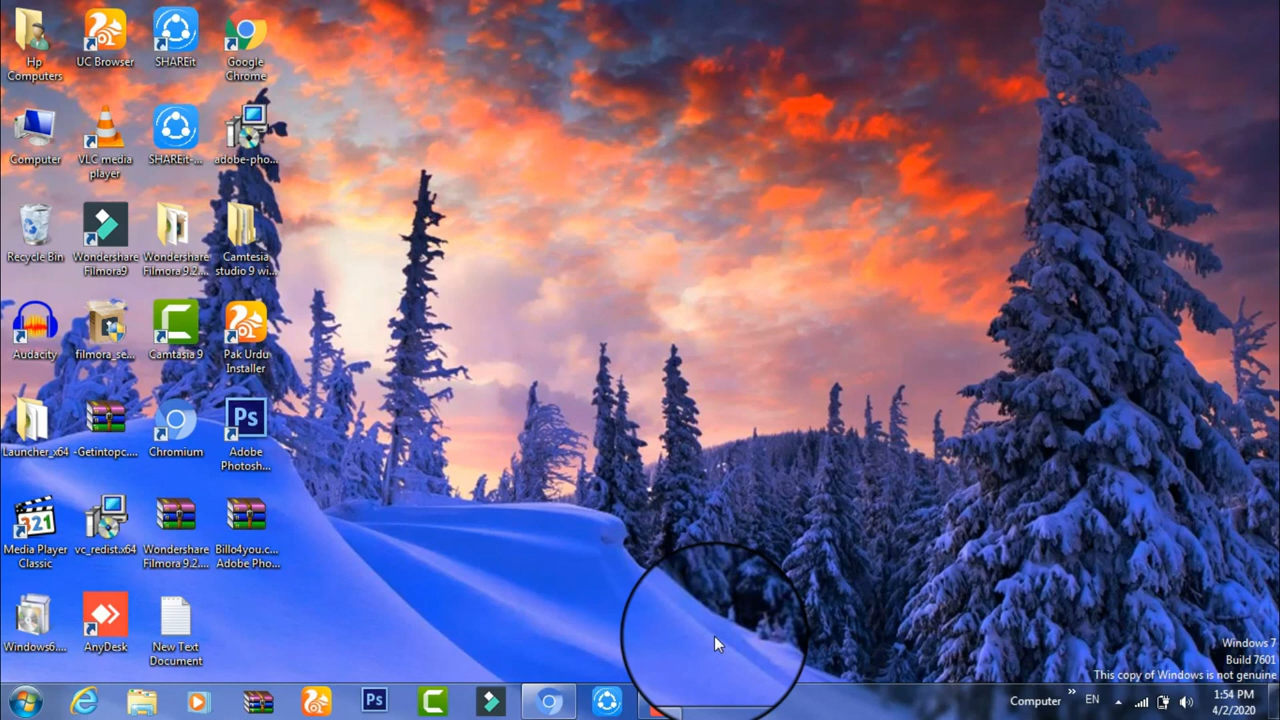 Hp
Computers
UC Browser
SHAREit
Google
Chrome
Computer
VLC media
player
SHAREit-...
adobe-pho...
Recycle Bin
Wondershare
Filmora9
Wondershare
Filmora 9.2....
Camtesia
studio 9 wi...
Audacity
filmora_se...
Camtasia 9
Pak Urdu
Installer
Launcher_x64
-Getintopc....
Chromium
Ps
Adobe
Photosh...
321
Media Player
Classic
vc_redist.x64
Wondershare
Filmora 9.2....
Billo4you.c...
Adobe Pho...
Windows6....
AnyDesk
New Text
Document
Windows 7
Build 7601
This copy of Windows is not genuine
Ps
Computer
»
EN
1:54 PM
4/2/2020